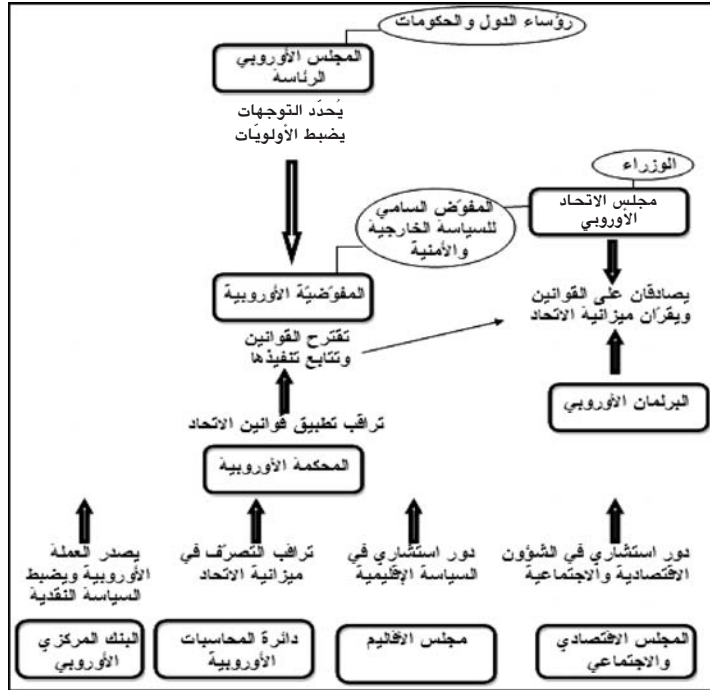 رؤساء الدول والحكومات
المجلس الأوروبي
الرئاسة
يُحدّد التوجهات
يضبط الأولويّات
الوزراء
مجلس الاتحاد
الأوروبي
المفوّض السامي
للسياسة الخارجية
والأمنية
المفوّضيّة الأوروبية
يصادقان على القوانين
ويقرّان ميزانية الاتحاد
تقترح القوانين
وتتابع تنفيذها
البرلمان الأوروبي
تراقب تطبيق قوانين الاتحاد
المحكمة الأوروبية
دور استشاري في الشؤون
الاقتصادية والاجتماعية
دور استشاري في
السياسة الإقليمية
تراقب التصرّف في
ميزانية الاتحاد
يصدر العملة
الأوروبية ويضبط
السياسة النقدية
المجلس الاقتصادي
والاجتماعي
مجلس الأقاليم
دائرة المحاسبات
الأوروبية
البنك المركزي
الأوروبي